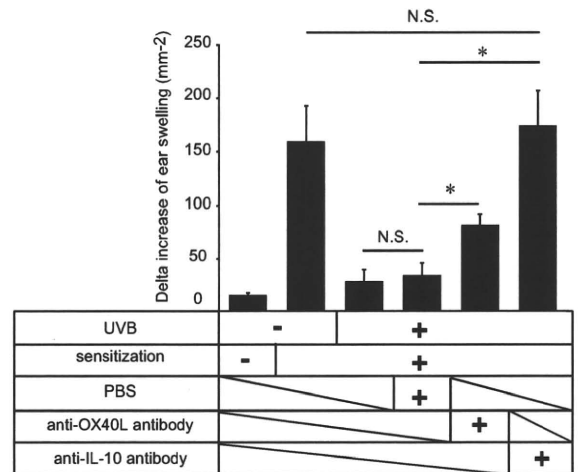 N.S.
Delta increase of ear swelling (mm-2)
250
*
200
150
100
*
N.S.
50
0
UVB - +
sensitization - +
PBS +
anti-OX40L antibody +
anti-IL-10 antibody +